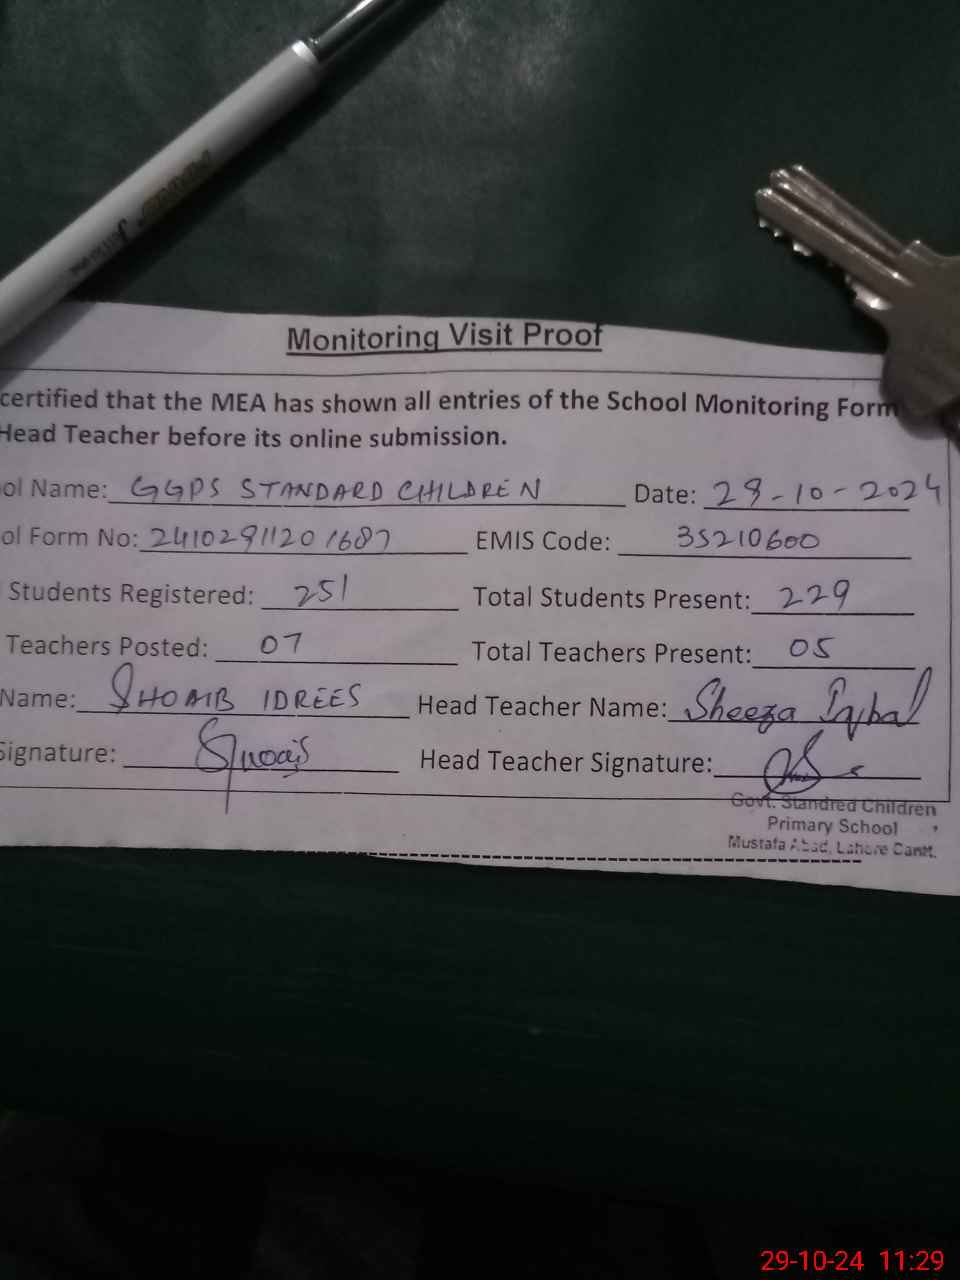 Monitoring Visit Proof
certified that the MEA has shown all entries of the School Monitoring Form
Head Teacher before its online submission.
ol Name: GGPS STANDARD CHILDREN Date: 29-10-2024
ol Form No: 24102911201687 EMIS Code: 35210600
Students Registered: 251 Total Students Present: 229
Teachers Posted: 07 Total Teachers Present: 05
Name: SHOAIB IDREES Head Teacher Name: Sheeza Iqbal
Signature: Shoaib Head Teacher Signature:
Govt. Standred Children
Primary School
Mustafa Abad, Lahore Cantt.
29-10-24 11:29